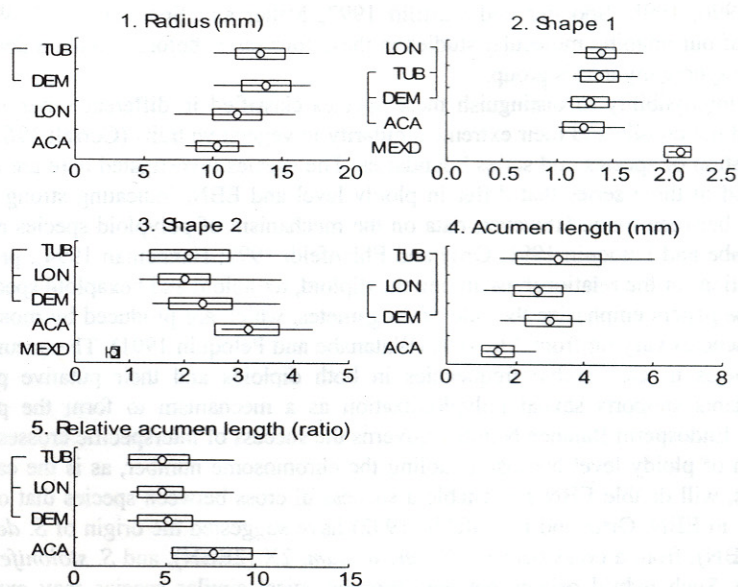 1. Radius (mm)
TUB
DEM
LON
ACA
0 5 10 15 20
2. Shape 1
LON
TUB
DEM
ACA
MEXD
0.0 0.5 1.0 1.5 2.0 2.5
3. Shape 2
TUB
LON
DEM
ACA
MEXD
0 1 2 3 4 5
4. Acumen length (mm)
TUB
LON
DEM
ACA
0 2 4 6 8
5. Relative acumen length (ratio)
TUB
LON
DEM
ACA
0 5 10 15